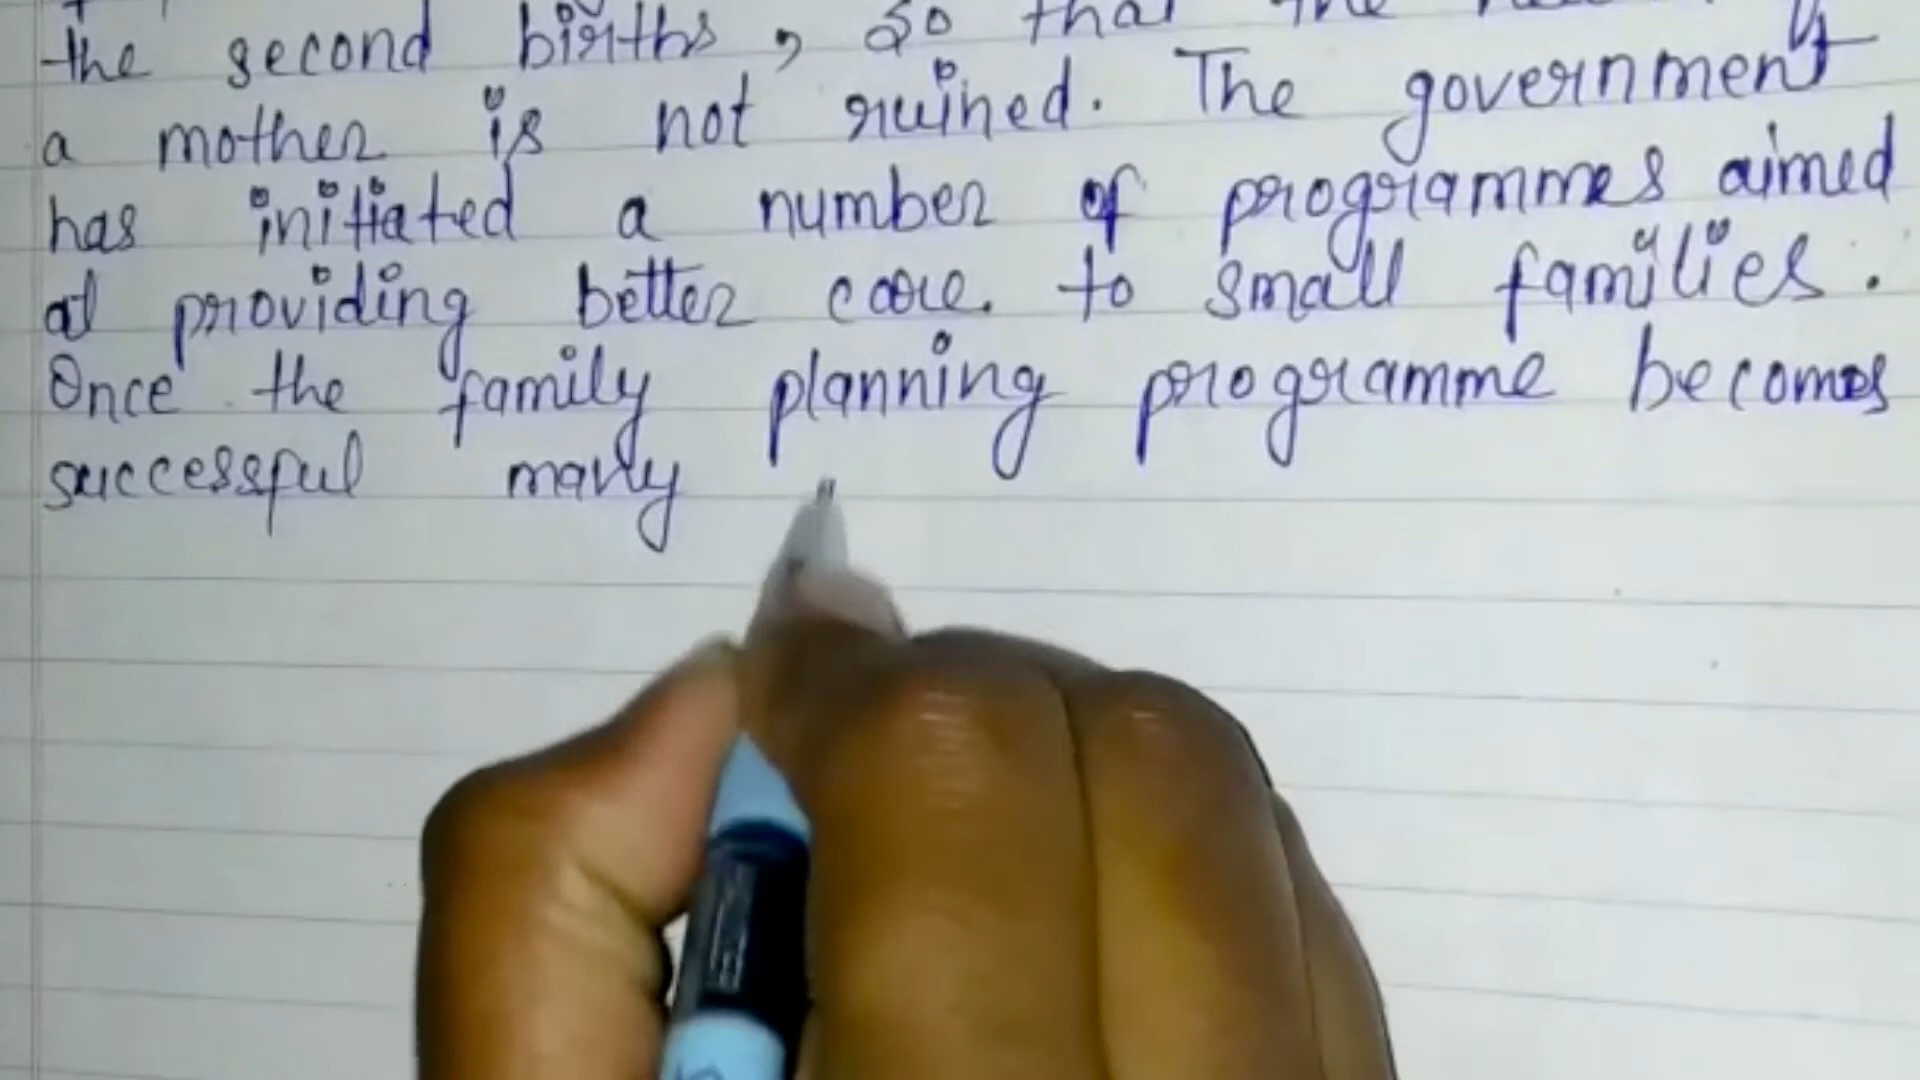 the second births, so that the
a mother is not ruined. The government
has initiated a number of programmes aimed
at providing better care. to small families.
Once the family planning programme becomes
successful many